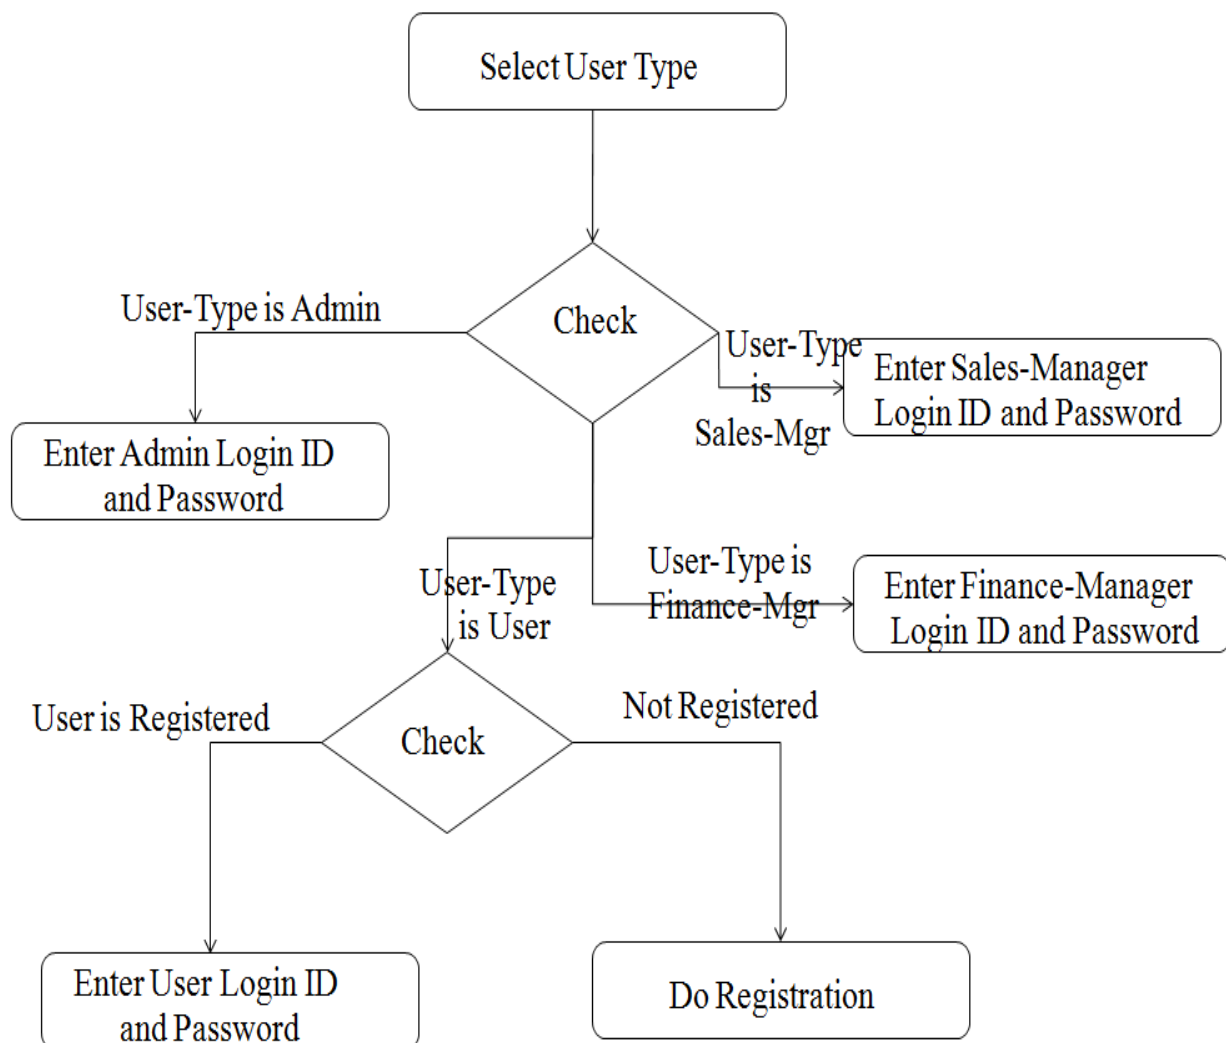 Select User Type
User-Type is Admin
Check
User-Type
is
Sales-Mgr
Enter Sales-Manager
Login ID and Password
Enter Admin Login ID
and Password
User-Type
is User
User-Type is
Finance-Mgr
Enter Finance-Manager
Login ID and Password
User is Registered
Check
Not Registered
Enter User Login ID
and Password
Do Registration